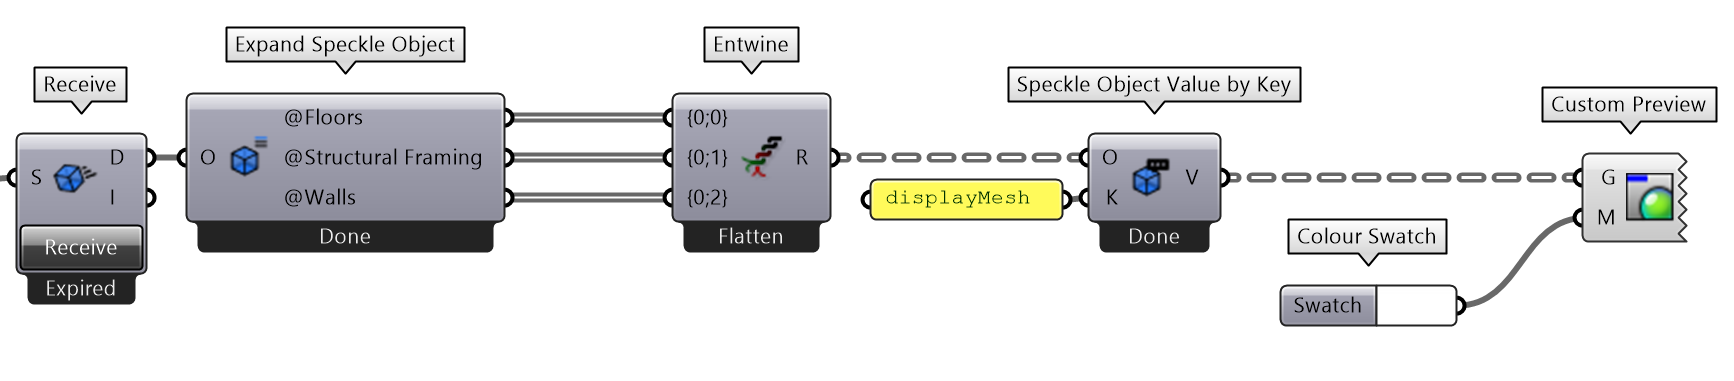 Receive
S
D
I
Receive
Expired
Expand Speckle Object
O
@Floors
@Structural Framing
@Walls
Done
Entwine
{0;0}
{0;1}
{0;2}
R
Flatten
displayMesh
Speckle Object Value by Key
O
K
V
Done
Colour Swatch
Swatch
Custom Preview
G
M